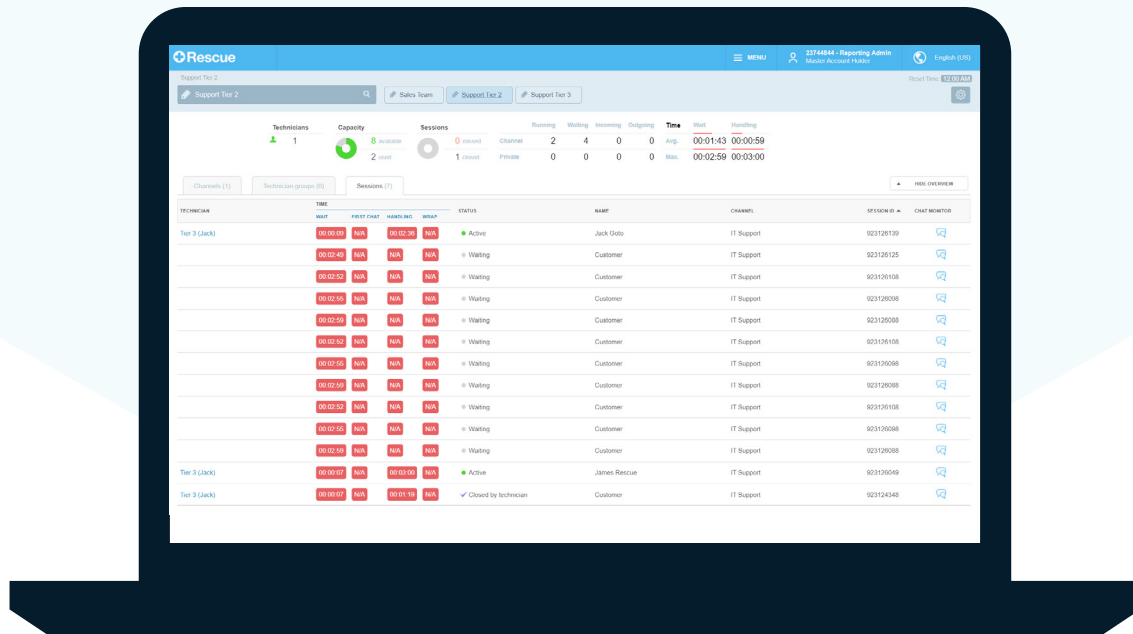 Rescue
MENU
23744844 - Reporting Admin
Master Account Holder
English (US)
Support Tier 2
Reset Time 12:00 AM
Support Tier 2
Sales Team
Support Tier 2
Support Tier 3
Technicians Capacity Sessions Running Waiting Incoming Outgoing Time Wait Handling
1 8 available 0 missed Channel 2 4 0 0 Avg. 00:01:43 00:00:59
2 used 1 closed Private 0 0 0 0 Max. 00:02:59 00:03:00
Channels (1) Technician groups (0) Sessions (7) HIDE OVERVIEW
TECHNICIAN TIME STATUS NAME CHANNEL SESSION ID CHAT MONITOR
WAIT FIRST CHAT HANDLING WRAP
Tier 3 (Jack) 00:00:09 N/A 00:02:36 N/A Active Jack Goto IT Support 923126139
00:02:49 N/A N/A N/A Waiting Customer IT Support 923126125
00:02:52 N/A N/A N/A Waiting Customer IT Support 923126108
00:02:55 N/A N/A N/A Waiting Customer IT Support 923126098
00:02:59 N/A N/A N/A Waiting Customer IT Support 923126088
00:02:52 N/A N/A N/A Waiting Customer IT Support 923126108
00:02:55 N/A N/A N/A Waiting Customer IT Support 923126098
00:02:59 N/A N/A N/A Waiting Customer IT Support 923126088
00:02:52 N/A N/A N/A Waiting Customer IT Support 923126108
00:02:55 N/A N/A N/A Waiting Customer IT Support 923126098
00:02:59 N/A N/A N/A Waiting Customer IT Support 923126088
Tier 3 (Jack) 00:00:07 N/A 00:03:00 N/A Active James Rescue IT Support 923126049
Tier 3 (Jack) 00:00:07 N/A 00:01:19 N/A Closed by technician Customer IT Support 923124348